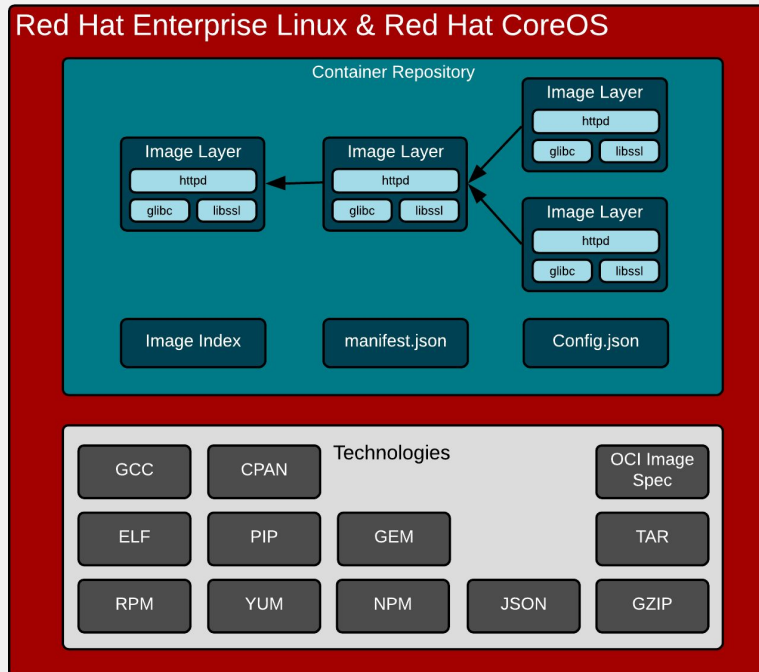 Red Hat Enterprise Linux & Red Hat CoreOS
Container Repository
Image Layer
httpd
glibc libssl
Image Layer
httpd
glibc libssl
Image Layer
httpd
glibc libssl
Image Layer
httpd
glibc libssl
Image Index
manifest.json
Config.json
Technologies
GCC
CPAN
OCI Image
Spec
ELF
PIP
GEM
TAR
RPM
YUM
NPM
JSON
GZIP